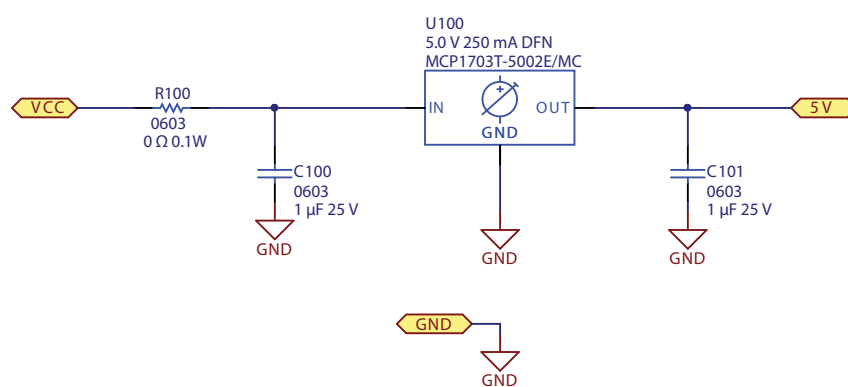 U100
5.0 V 250 mA DFN
MCP1703T-5002E/MC
VCC
R100
0603
0 Ω 0.1W
IN
OUT
GND
5V
C100
0603
1 µF 25 V
GND
GND
C101
0603
1 µF 25 V
GND
GND
GND